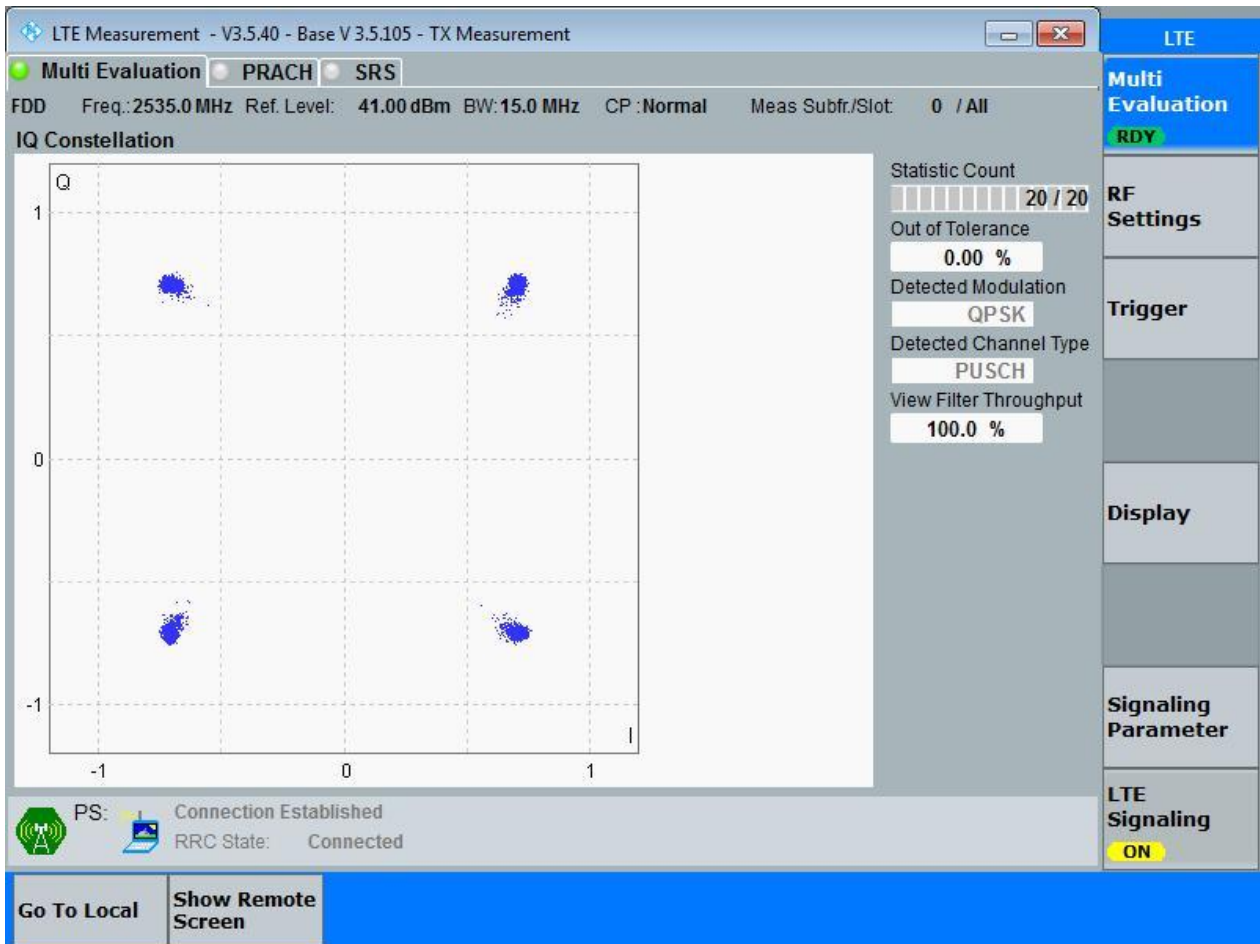 LTE Measurement - V3.5.40 - Base V 3.5.105 - TX Measurement
LTE
Multi Evaluation PRACH SRS
Multi
Evaluation
RDY
FDD Freq.:2535.0 MHz Ref. Level: 41.00 dBm BW:15.0 MHz CP :Normal Meas Subfr./Slot: 0 / All
IQ Constellation
Q
1
0
-1
-1 0 1
I
Statistic Count
20 / 20
Out of Tolerance
0.00 %
Detected Modulation
QPSK
Detected Channel Type
PUSCH
View Filter Throughput
100.0 %
RF
Settings
Trigger
Display
Signaling
Parameter
LTE
Signaling
ON
PS: Connection Established
RRC State: Connected
Go To Local
Show Remote
Screen